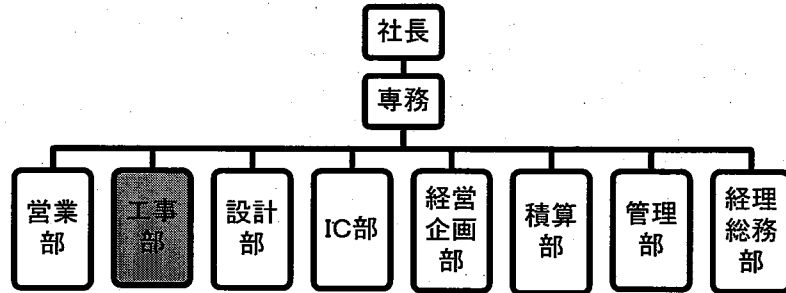 社長
専務
営業
部
工事
部
設計
部
IC部
経営
企画
部
積算
部
管理
部
経理
総務
部